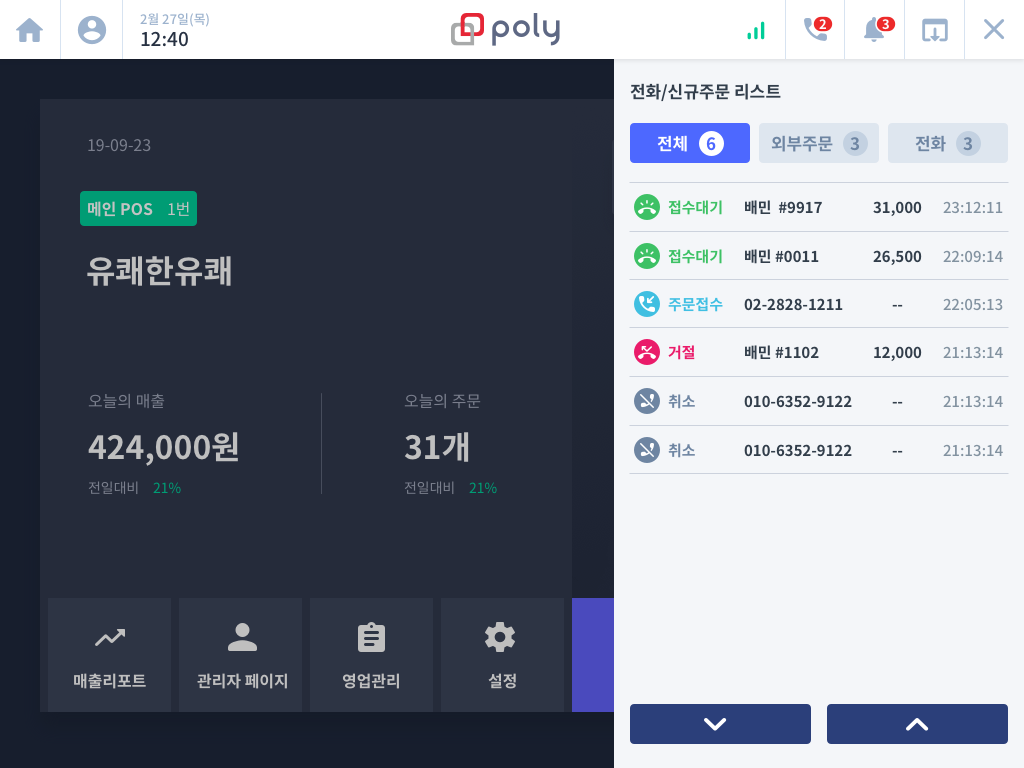 2월 27일(목)
12:40
poly
2
3
19-09-23
메인 POS 1번
유쾌한유쾌
오늘의 매출
424,000원
전일대비 21%
오늘의 주문
31개
전일대비 21%
매출리포트
관리자 페이지
영업관리
설정
전화/신규주문 리스트
전체 6
외부주문 3
전화 3
접수대기 배민 #9917 31,000 23:12:11
접수대기 배민 #0011 26,500 22:09:14
주문접수 02-2828-1211 -- 22:05:13
거절 배민 #1102 12,000 21:13:14
취소 010-6352-9122 -- 21:13:14
취소 010-6352-9122 -- 21:13:14